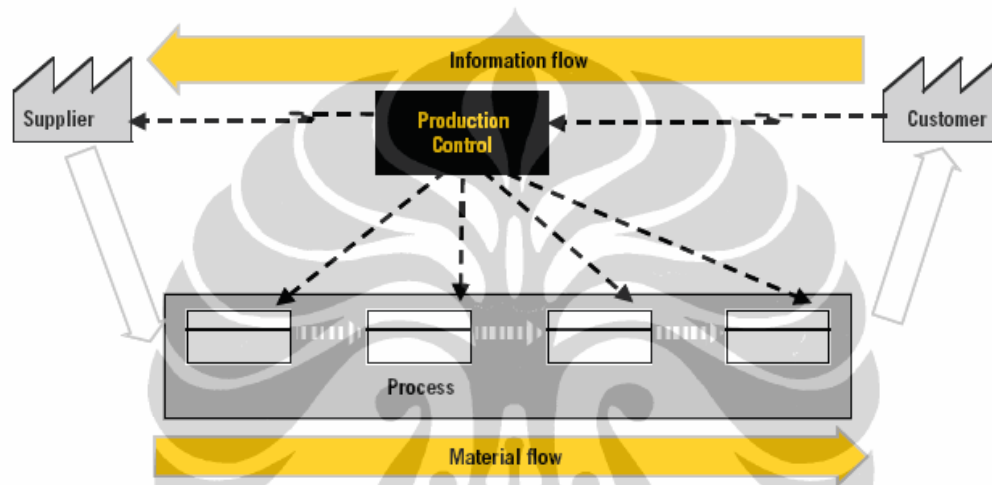 Information flow
Supplier
Production
Control
Customer
Process
Material flow